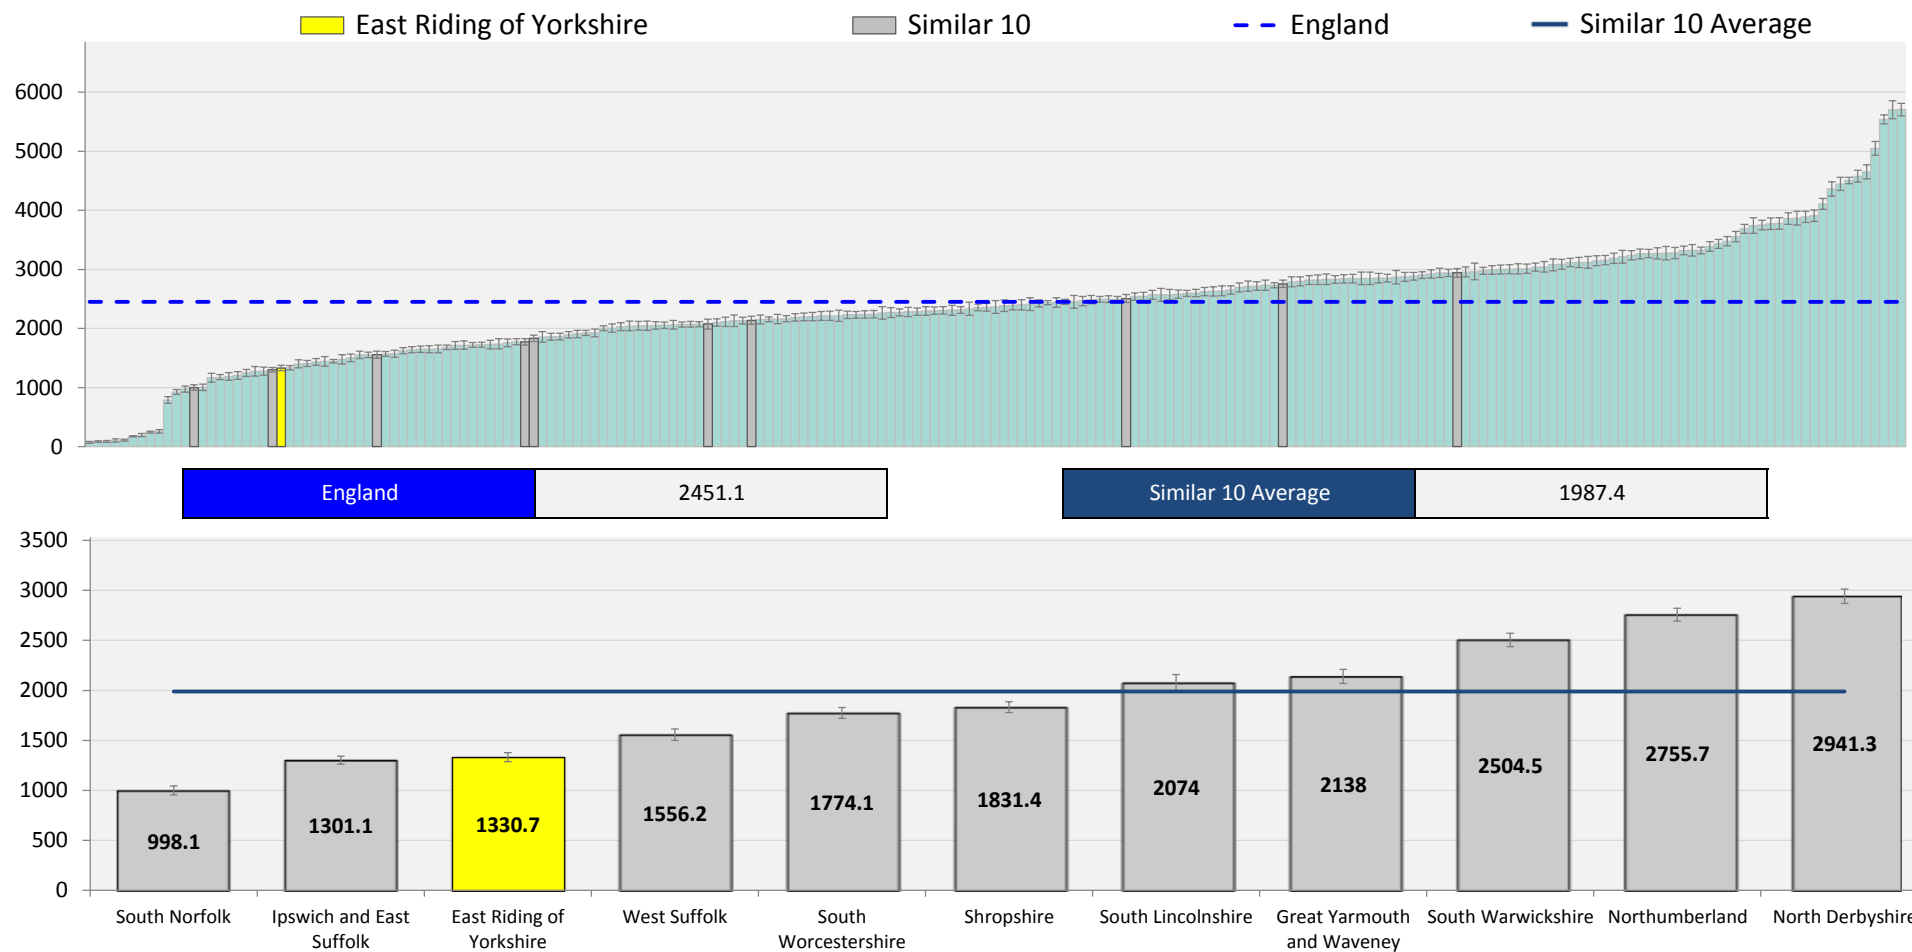 East Riding of Yorkshire
Similar 10
England
Similar 10 Average
6000
5000
4000
3000
2000
1000
0
England
2451.1
Similar 10 Average
1987.4
3500
3000
2500
2000
1500
1000
500
0
998.1
1301.1
1330.7
1556.2
1774.1
1831.4
2074
2138
2504.5
2755.7
2941.3
South Norfolk
Ipswich and East
Suffolk
East Riding of
Yorkshire
West Suffolk
South
Worcestershire
Shropshire
South Lincolnshire
Great Yarmouth
and Waveney
South Warwickshire
Northumberland
North Derbyshire